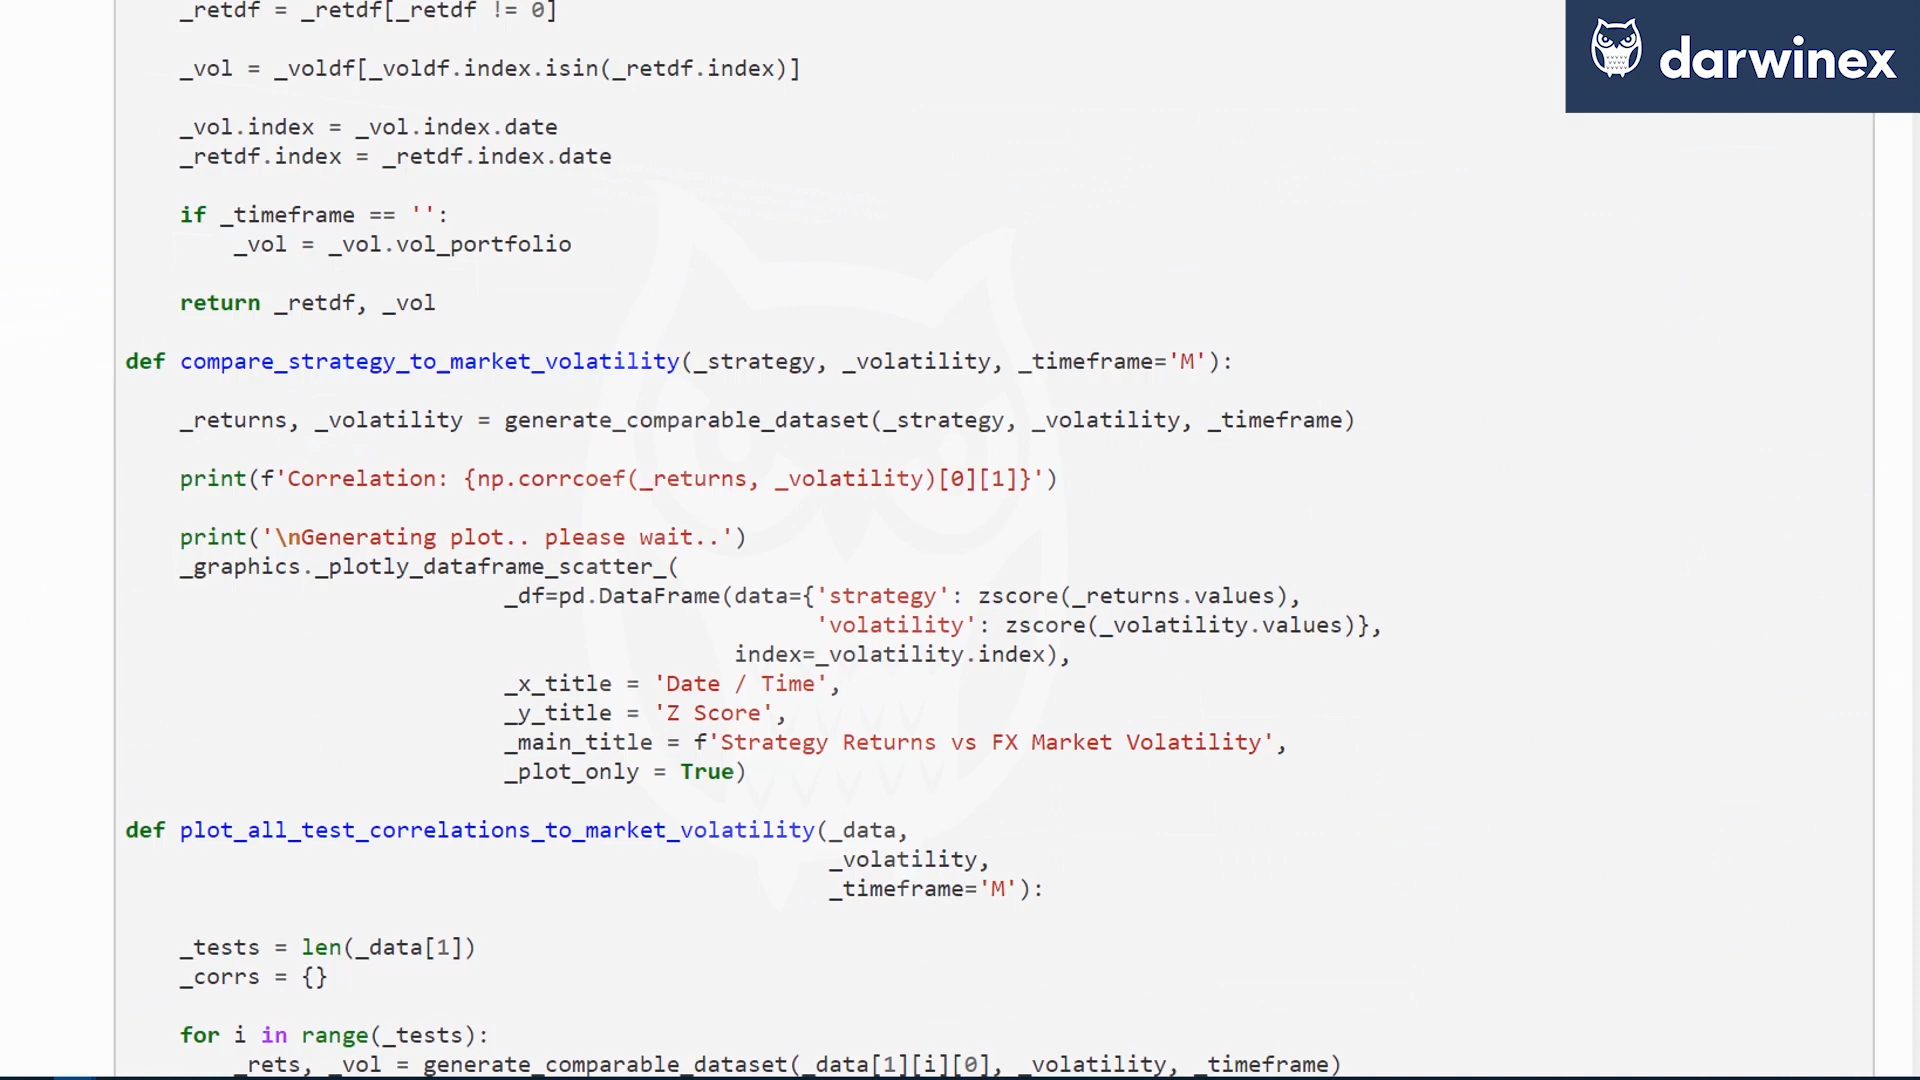 _retdf = _retdf[_retdf != 0]
darwinex
_vol = _voldf[_voldf.index.isin(_retdf.index)]
_vol.index = _vol.index.date
_retdf.index = _retdf.index.date
if _timeframe == '':
_vol = _vol.vol_portfolio
return _retdf, _vol
def compare_strategy_to_market_volatility(_strategy, _volatility, _timeframe='M'):
_returns, _volatility = generate_comparable_dataset(_strategy, _volatility, _timeframe)
print(f'Correlation: {np.corrcoef(_returns, _volatility)[0][1]}')
print('\nGenerating plot.. please wait..')
_graphics._plotly_dataframe_scatter_(
_df=pd.DataFrame(data={'strategy': zscore(_returns.values),
'volatility': zscore(_volatility.values)},
index=_volatility.index),
_x_title = 'Date / Time',
_y_title = 'Z Score',
_main_title = f'Strategy Returns vs FX Market Volatility',
_plot_only = True)
def plot_all_test_correlations_to_market_volatility(_data,
_volatility,
_timeframe='M'):
_tests = len(_data[1])
_corrs = {}
for i in range(_tests):
_rets, _vol = generate_comparable_dataset(_data[1][i][0], _volatility, _timeframe)